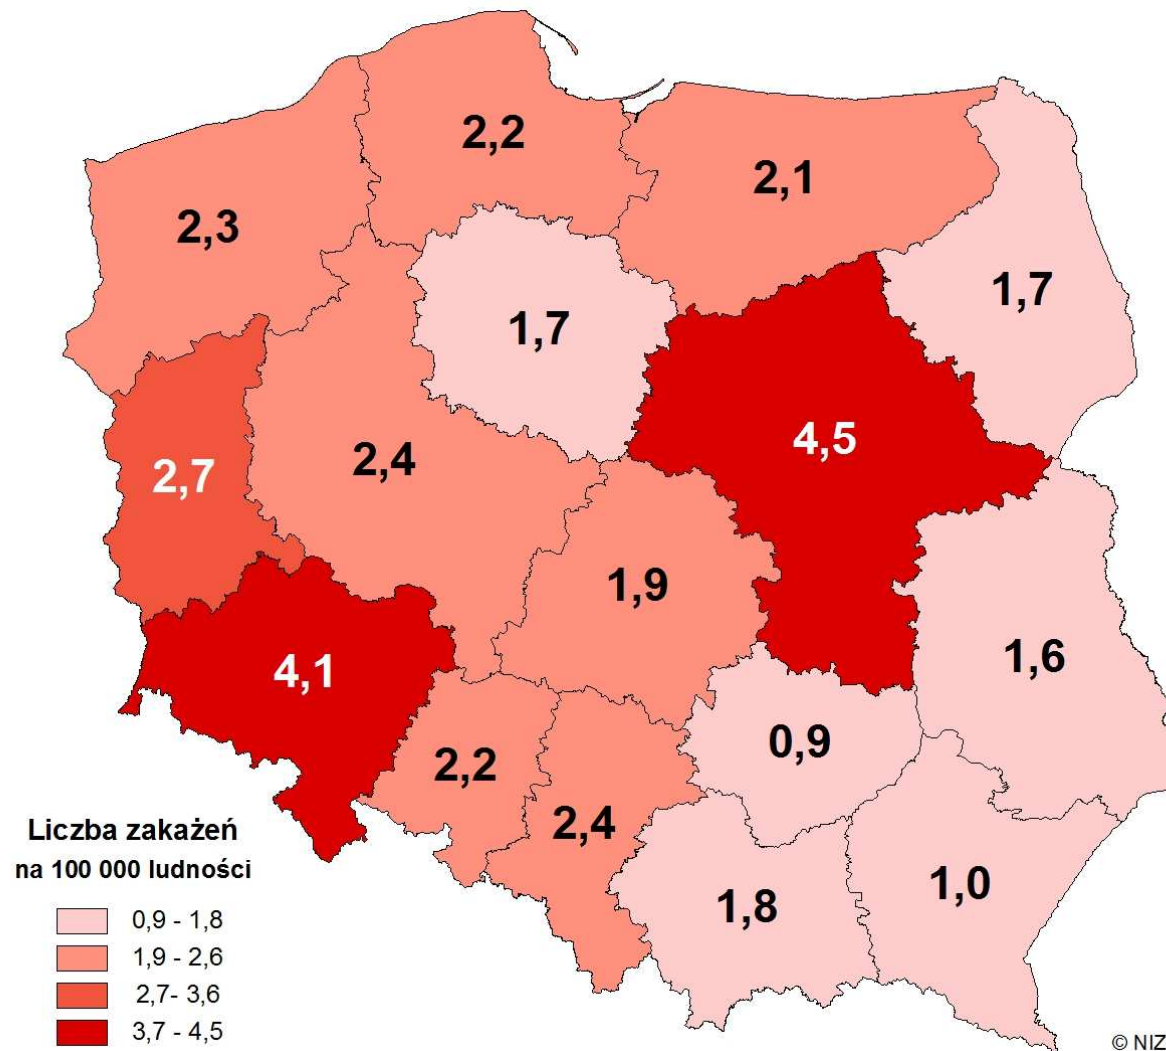 2,2
2,1
2,3
1,7
1,7
4,5
2,4
2,7
1,9
1,6
4,1
0,9
2,2
2,4
1,0
1,8
Liczba zakażeń
na 100 000 ludności
0,9 - 1,8
1,9 - 2,6
2,7- 3,6
3,7 - 4,5
© NIZ